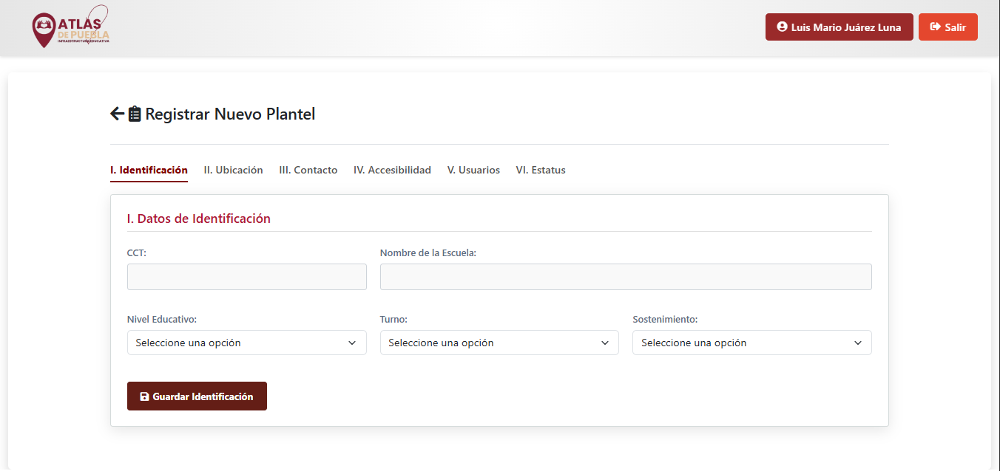 ATLAS
DE PUEBLA
INFRAESTRUCTURA EDUCATIVA
Luis Mario Juárez Luna
Salir
Registrar Nuevo Plantel
I. Identificación II. Ubicación III. Contacto IV. Accesibilidad V. Usuarios VI. Estatus
I. Datos de Identificación
CCT: Nombre de la Escuela:
Nivel Educativo: Turno: Sostenimiento:
Seleccione una opción Seleccione una opción Seleccione una opción
Guardar Identificación